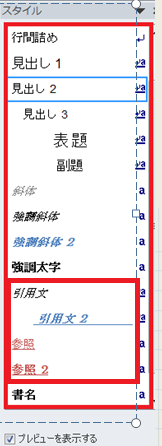 スタイル
行間詰め
見出し 1
見出し 2
見出し 3
表題
副題
斜体
強調斜体
強調斜体 2
強調太字
引用文
引用文 2
参照
参照 2
書名
プレビューを表示する